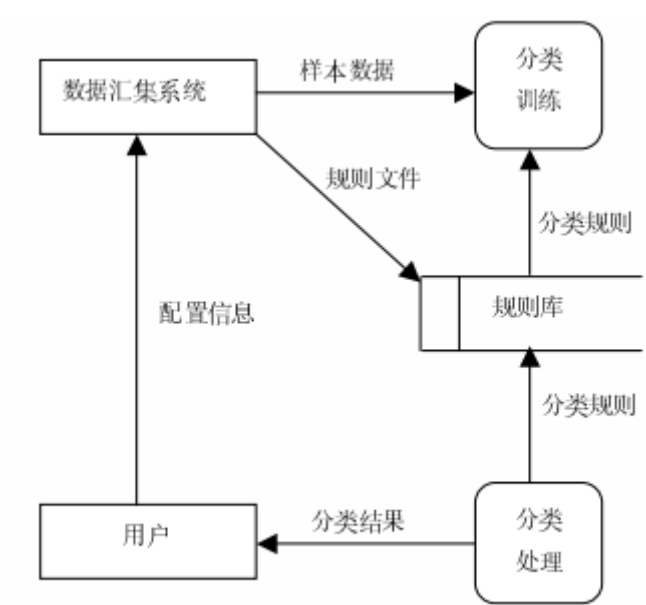 数据汇集系统
样本数据
分类
训练
规则文件
分类规则
配置信息
规则库
分类规则
用户
分类结果
分类
处理